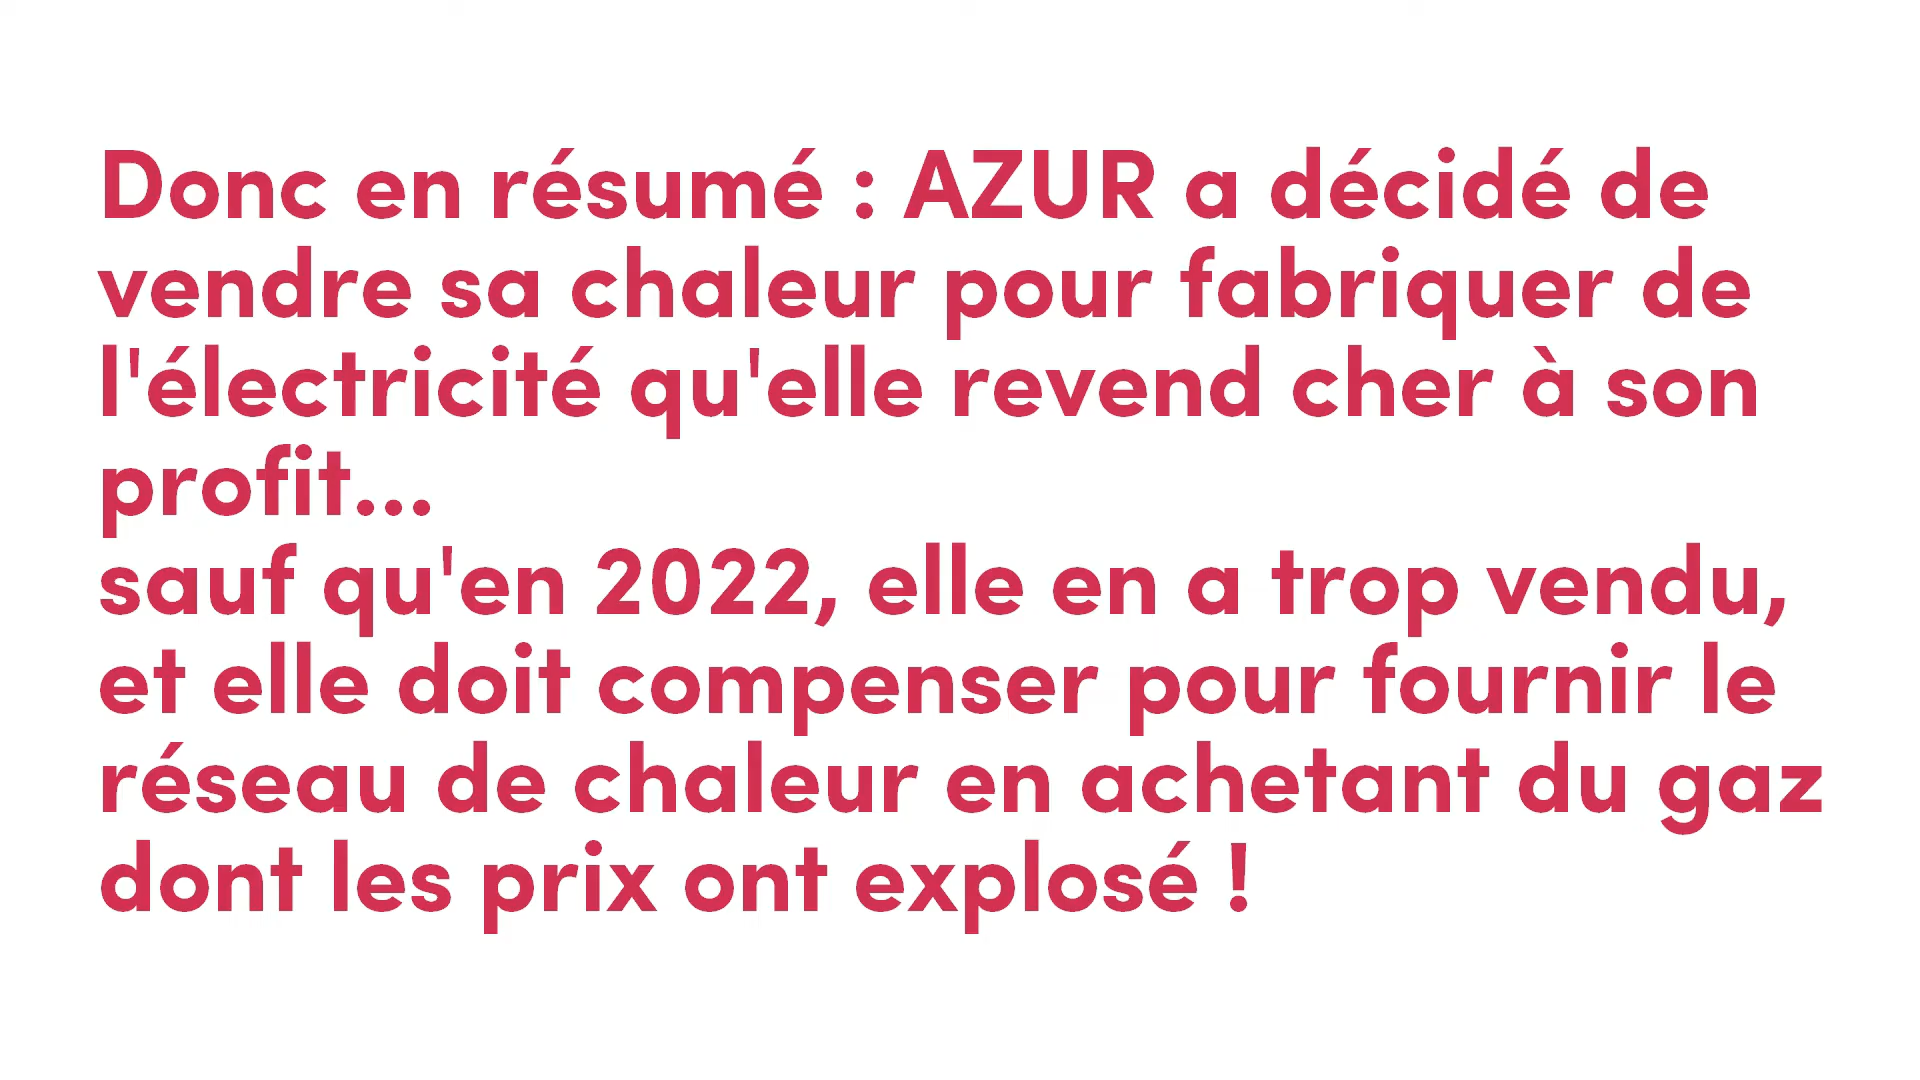 Donc en résumé : AZUR a décidé de
vendre sa chaleur pour fabriquer de
l'électricité qu'elle revend cher à son
profit...
sauf qu'en 2022, elle en a trop vendu,
et elle doit compenser pour fournir le
réseau de chaleur en achetant du gaz
dont les prix ont explosé !